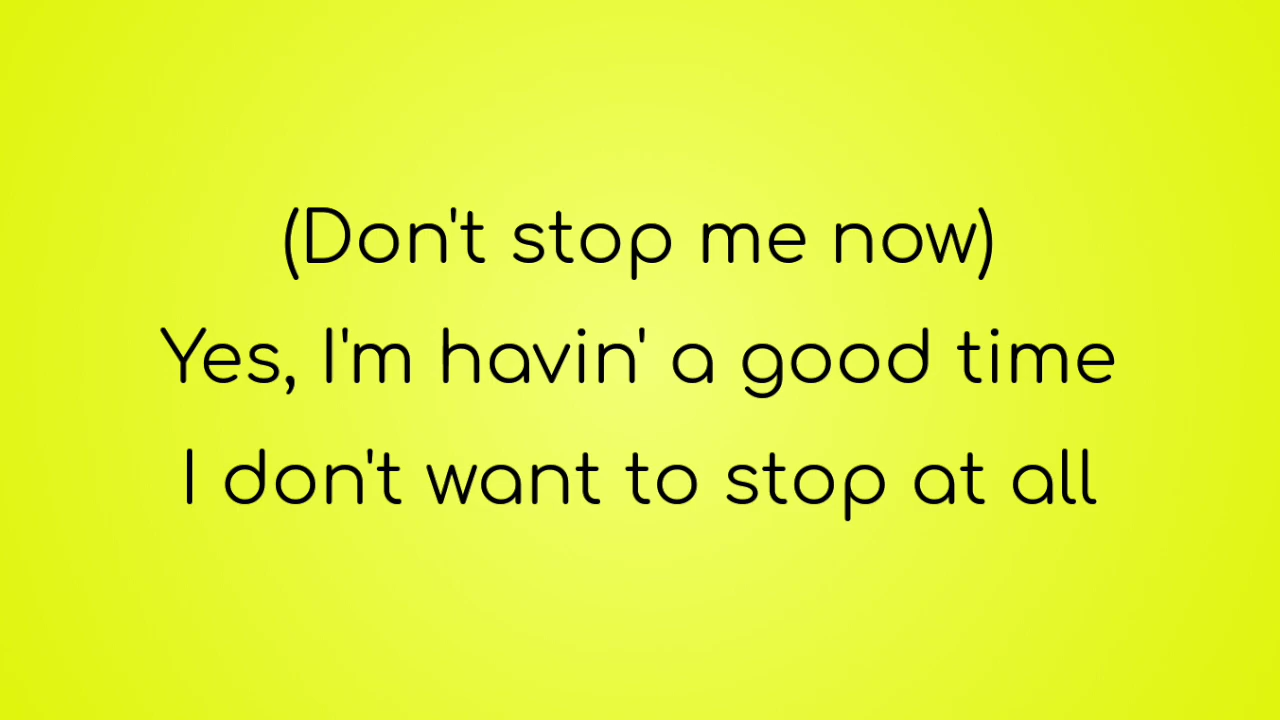 (Don't stop me now)
Yes, I'm havin' a good time
I don't want to stop at all